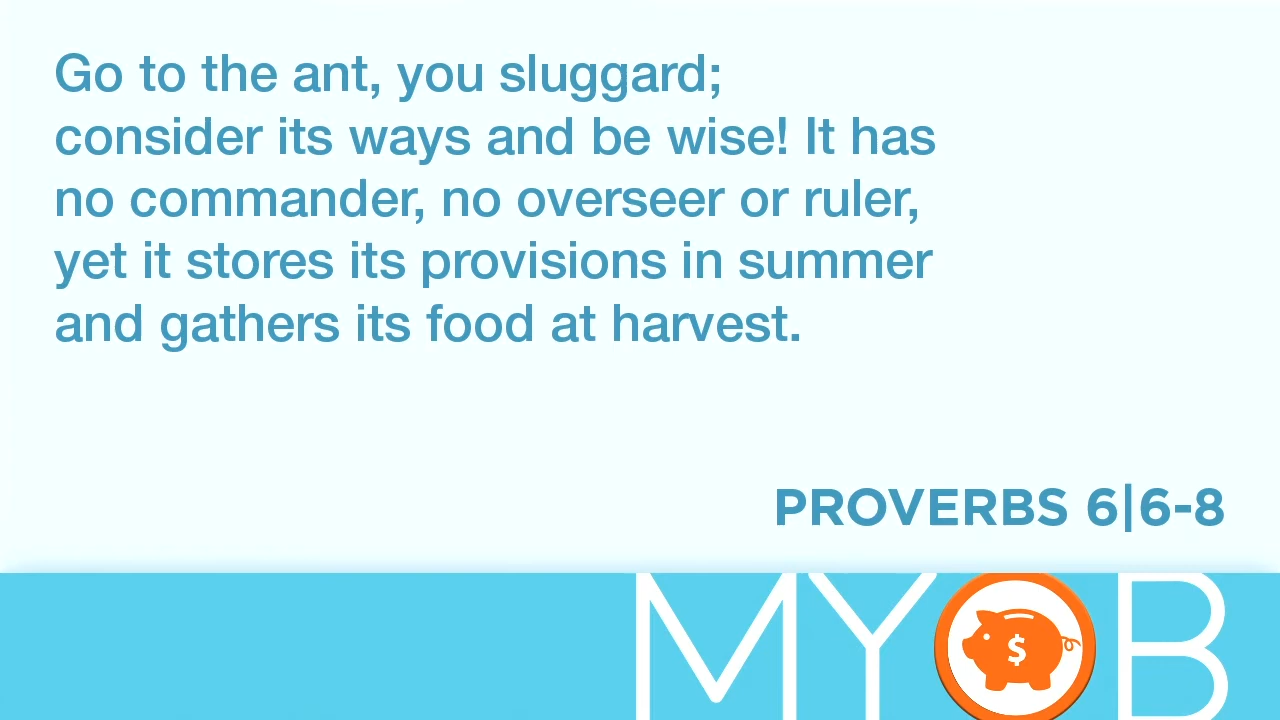 Go to the ant, you sluggard;
consider its ways and be wise! It has
no commander, no overseer or ruler,
yet it stores its provisions in summer
and gathers its food at harvest.
PROVERBS 6|6-8
MYOB
$